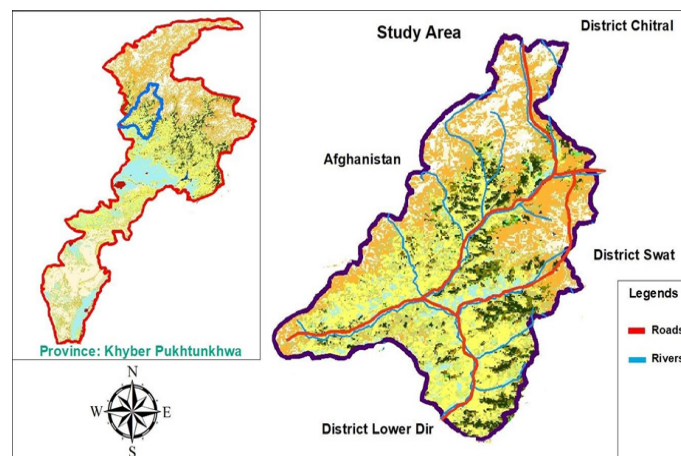 Study Area
District Chitral
Afghanistan
District Swat
Legends
Roads
Rivers
Province: Khyber Pukhtunkhwa
N
W
E
S
District Lower Dir